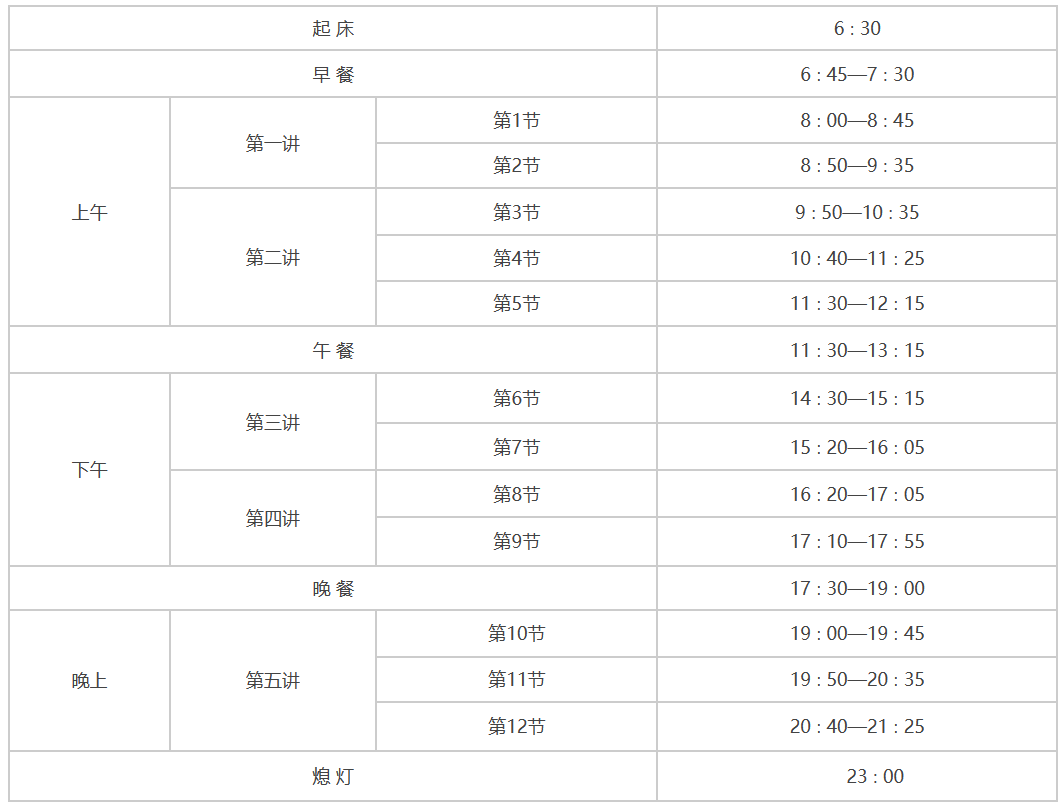 起 床 6 : 30
早 餐 6 : 45—7 : 30
上午 第一讲 第1节 8 : 00—8 : 45
第2节 8 : 50—9 : 35
第二讲 第3节 9 : 50—10 : 35
第4节 10 : 40—11 : 25
第5节 11 : 30—12 : 15
午 餐 11 : 30—13 : 15
下午 第三讲 第6节 14 : 30—15 : 15
第7节 15 : 20—16 : 05
第四讲 第8节 16 : 20—17 : 05
第9节 17 : 10—17 : 55
晚 餐 17 : 30—19 : 00
晚上 第五讲 第10节 19 : 00—19 : 45
第11节 19 : 50—20 : 35
第12节 20 : 40—21 : 25
熄 灯 23 : 00